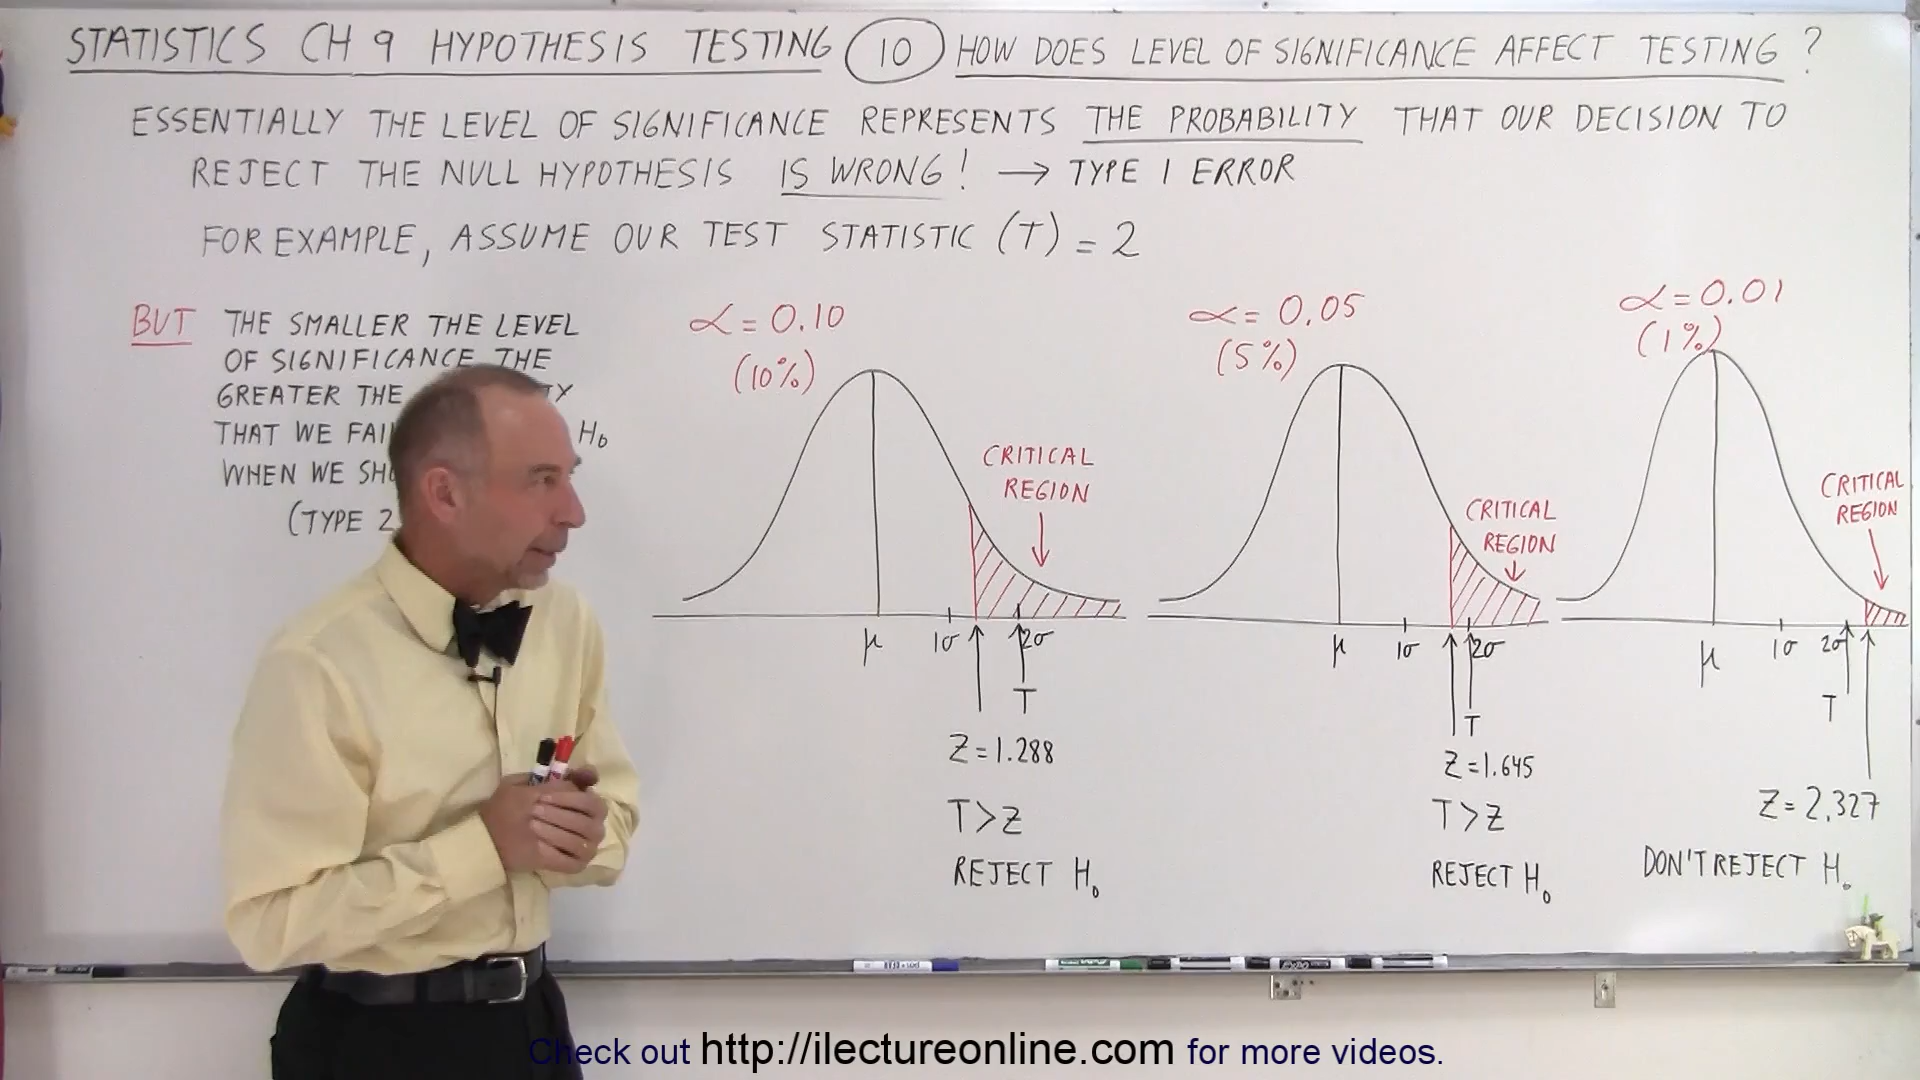 STATISTICS CH 9 HYPOTHESIS TESTING 10 HOW DOES LEVEL OF SIGNIFICANCE AFFECT TESTING ?
ESSENTIALLY THE LEVEL OF SIGNIFICANCE REPRESENTS THE PROBABILITY THAT OUR DECISION TO
REJECT THE NULL HYPOTHESIS IS WRONG! → TYPE 1 ERROR
FOR EXAMPLE, ASSUME OUR TEST STATISTIC (T) = 2
BUT THE SMALLER THE LEVEL
OF SIGNIFICANCE THE
GREATER THE
THAT WE H₀
WHEN WE
(TYPE 2
α = 0.10
(10%)
CRITICAL
REGION
μ 1σ 2σ
T
Z = 1.288
T > Z
REJECT H₀
α = 0.05
(5%)
CRITICAL
REGION
μ 1σ 2σ
T
Z = 1.645
T > Z
REJECT H₀
α = 0.01
(1%)
CRITICAL
REGION
μ 1σ 2σ
T
Z = 2.327
DON'T REJECT H₀
Check out http://ilectureonline.com for more videos.